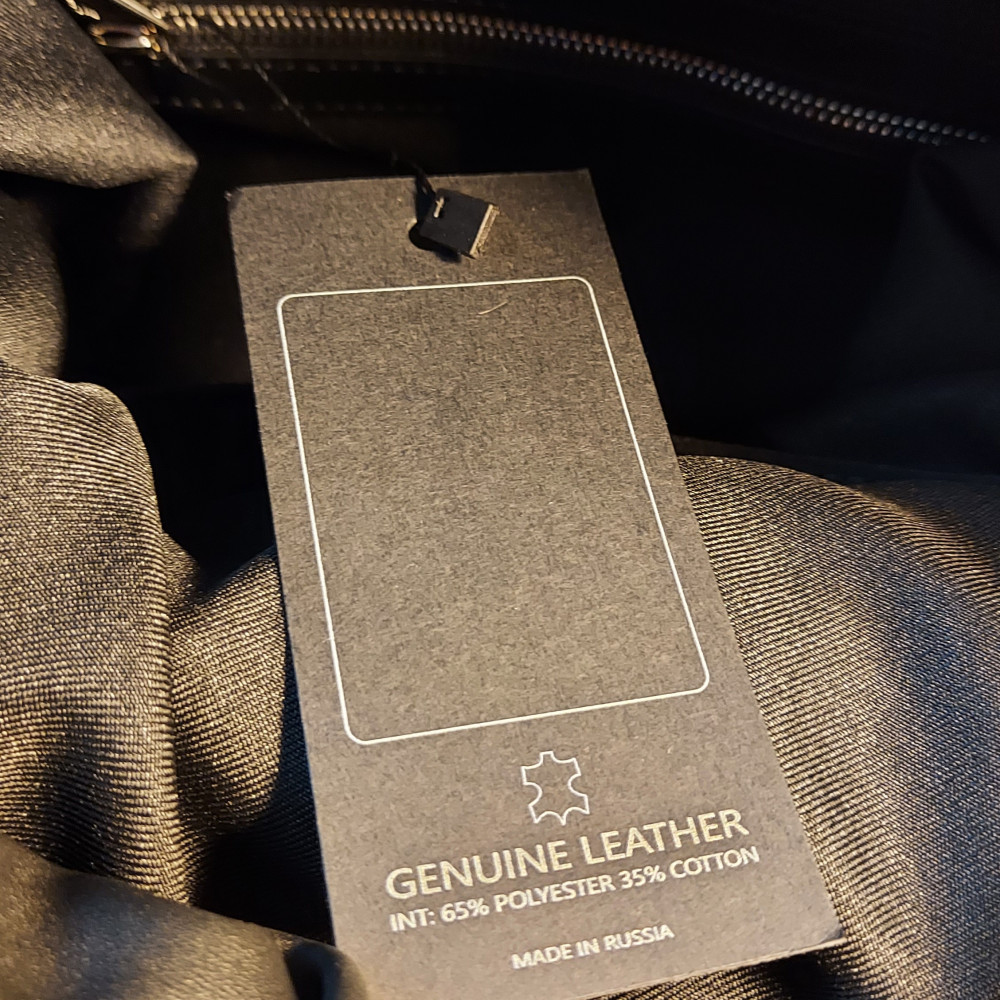 GENUINE LEATHER
INT: 65% POLYESTER 35% COTTON
MADE IN RUSSIA